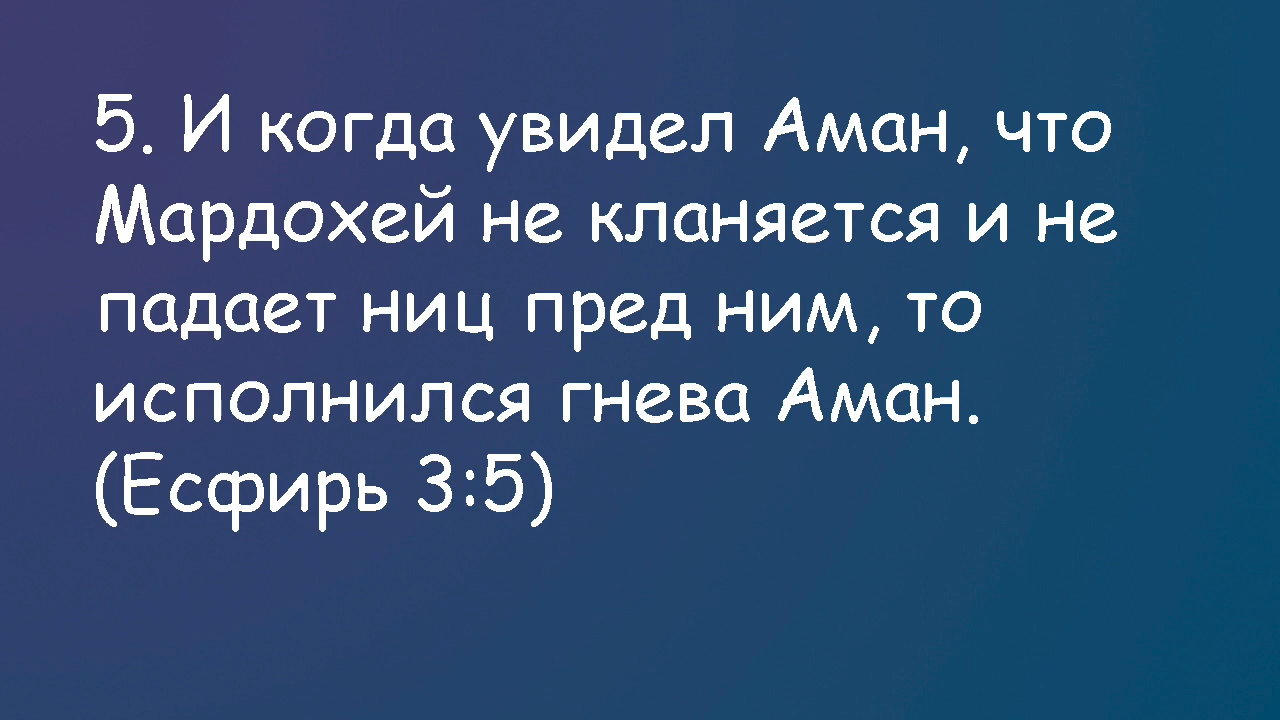 5. И когда увидел Аман, что
Мардохей не кланяется и не
падает ниц пред ним, то
исполнился гнева Аман.
(Есфирь 3:5)